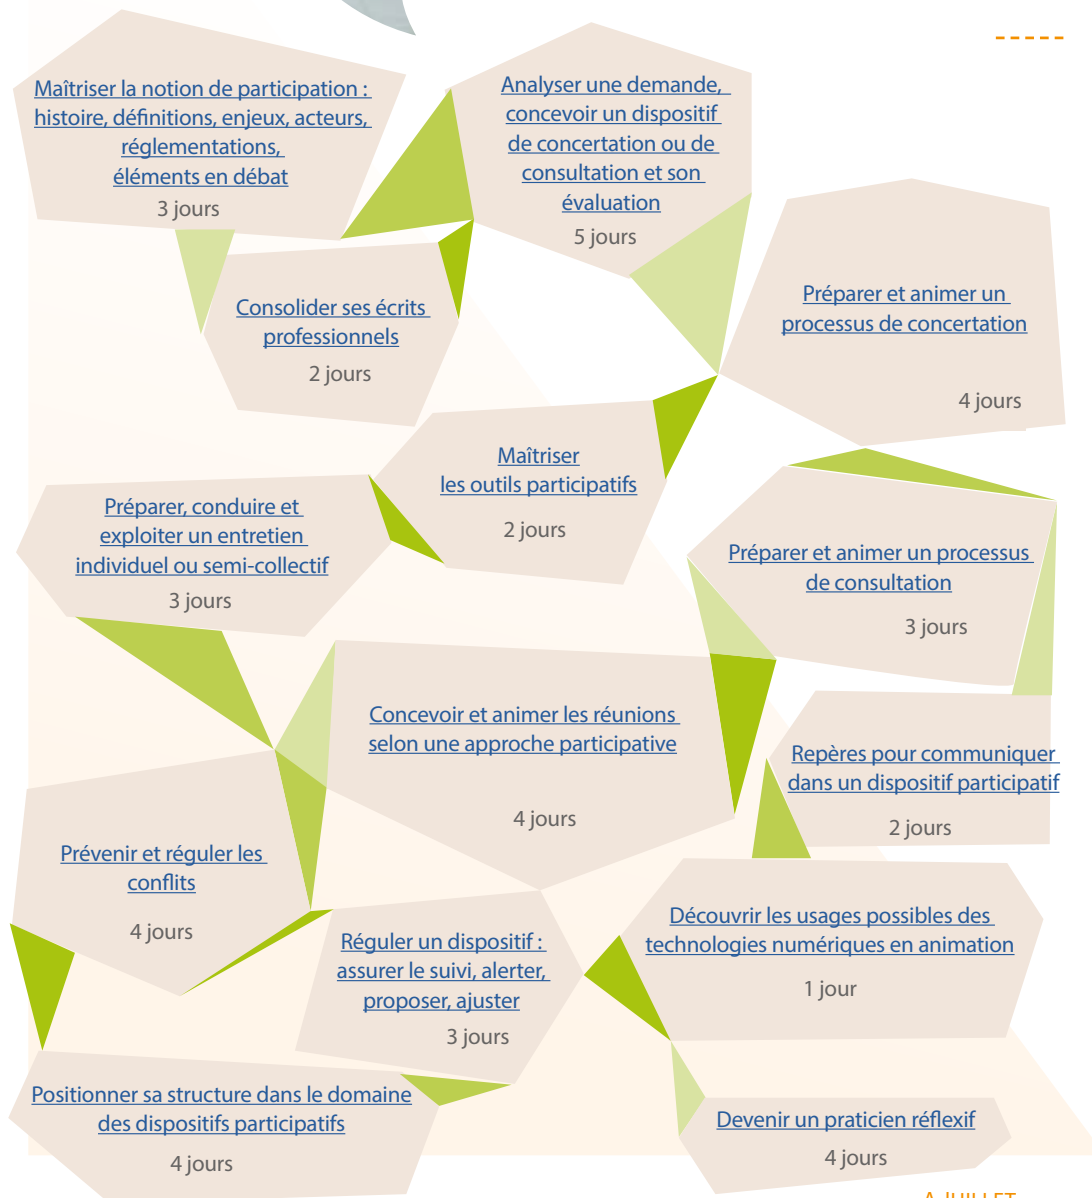 Maîtriser la notion de participation :
histoire, définitions, enjeux, acteurs,
réglementations,
éléments en débat
3 jours
Analyser une demande,
concevoir un dispositif
de concertation ou de
consultation et son
évaluation
5 jours
Consolider ses écrits
professionnels
2 jours
Préparer et animer un
processus de concertation
4 jours
Maîtriser
les outils participatifs
2 jours
Préparer, conduire et
exploiter un entretien
individuel ou semi-collectif
3 jours
Préparer et animer un processus
de consultation
3 jours
Concevoir et animer les réunions
selon une approche participative
4 jours
Repères pour communiquer
dans un dispositif participatif
2 jours
Prévenir et réguler les
conflits
4 jours
Réguler un dispositif :
assurer le suivi, alerter,
proposer, ajuster
3 jours
Découvrir les usages possibles des
technologies numériques en animation
1 jour
Positionner sa structure dans le domaine
des dispositifs participatifs
4 jours
Devenir un praticien réflexif
4 jours